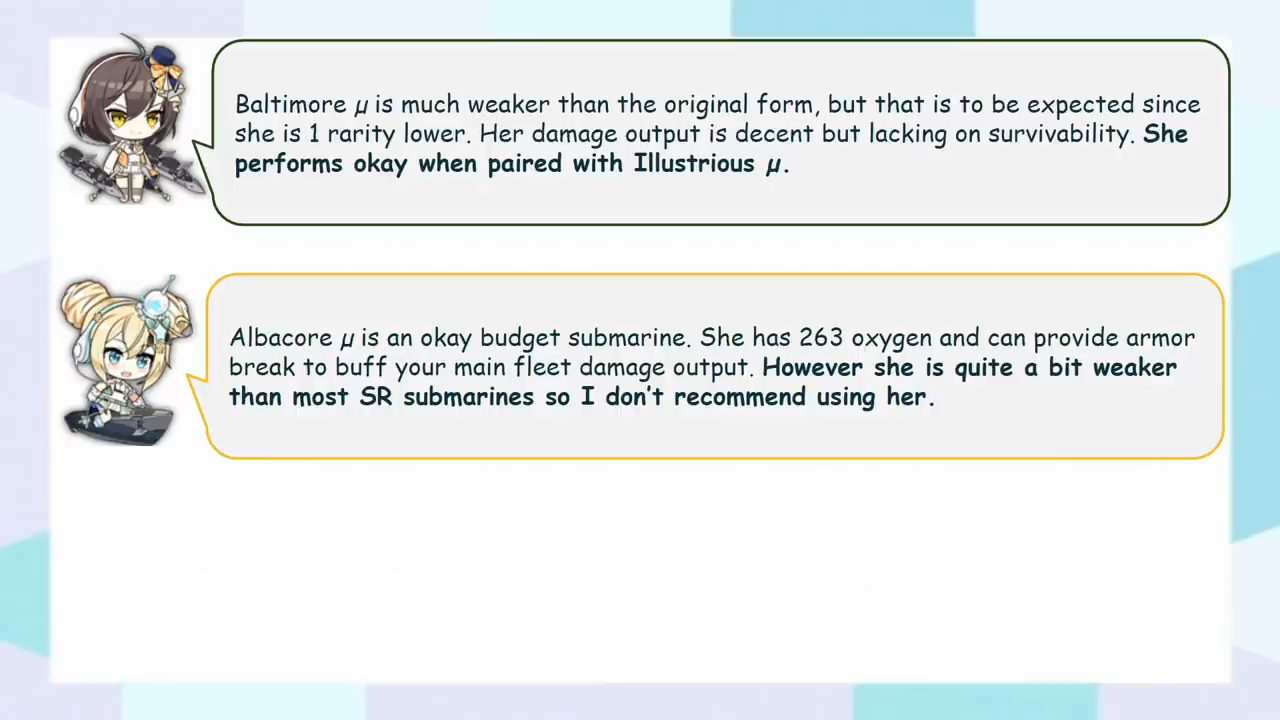 Baltimore μ is much weaker than the original form, but that is to be expected since
she is 1 rarity lower. Her damage output is decent but lacking on survivability. She
performs okay when paired with Illustrious μ.
Albacore μ is an okay budget submarine. She has 263 oxygen and can provide armor
break to buff your main fleet damage output. However she is quite a bit weaker
than most SR submarines so I don't recommend using her.